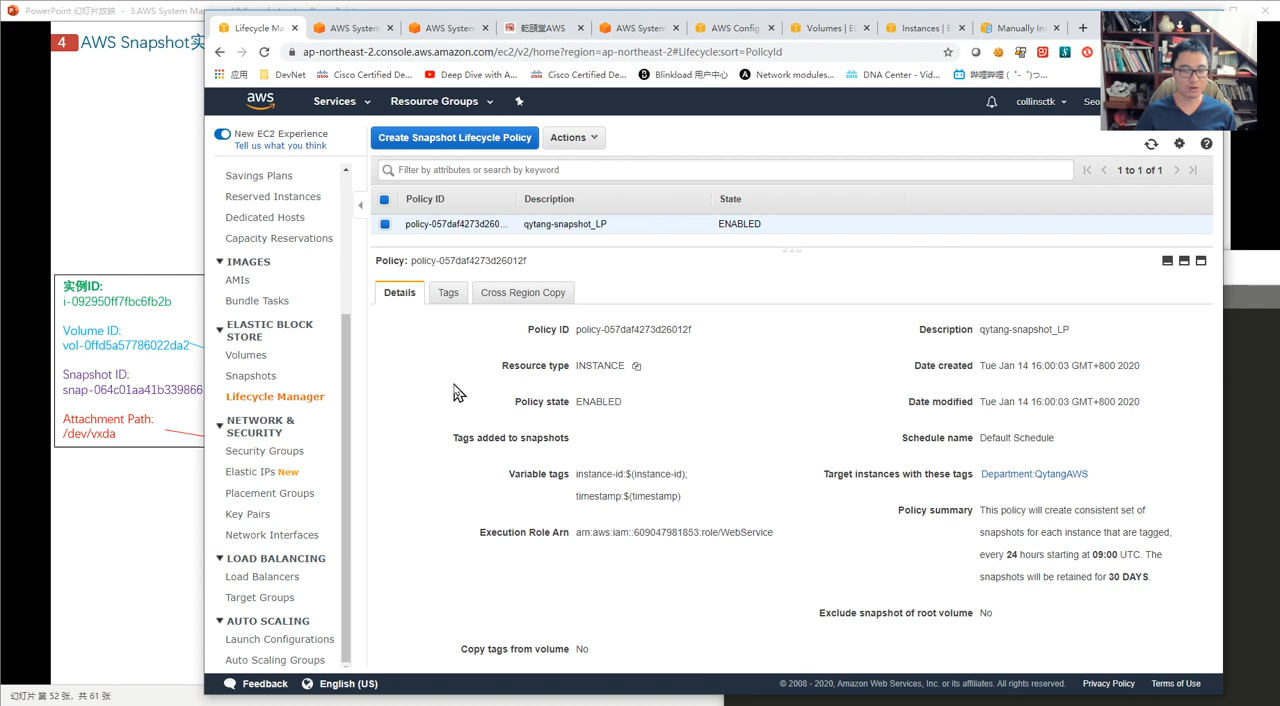 PowerPoint 幻灯片放映 - 3.AWS System Ma
4 AWS Snapshot实
实例ID:
i-092950ff7fbc6fb2b
Volume ID:
vol-0ffd5a57786022da2
Snapshot ID:
snap-064c01aa41b339866
Attachment Path:
/dev/vxda
幻灯片 第 52 张，共 61 张
Lifecycle M
AWS System
AWS Syster
乾颐堂AWS
AWS System
AWS Config
Volumes | E
Instances | E
Manually In
ap-northeast-2.console.aws.amazon.com/ec2/v2/home?region=ap-northeast-2#Lifecycle:sort=PolicyId
应用
DevNet
Cisco Certified De...
Deep Dive with A...
Cisco Certified De...
Blinkload 用户中心
Network modules...
DNA Center - Vid...
哔哩哔哩 ( ゜- ゜)つ...
aws
Services
Resource Groups
collinsctk
Seo
New EC2 Experience
Tell us what you think
Savings Plans
Reserved Instances
Dedicated Hosts
Capacity Reservations
IMAGES
AMIs
Bundle Tasks
ELASTIC BLOCK
STORE
Volumes
Snapshots
Lifecycle Manager
NETWORK &
SECURITY
Security Groups
Elastic IPs New
Placement Groups
Key Pairs
Network Interfaces
LOAD BALANCING
Load Balancers
Target Groups
AUTO SCALING
Launch Configurations
Auto Scaling Groups
Create Snapshot Lifecycle Policy
Actions
Filter by attributes or search by keyword
1 to 1 of 1
Policy ID Description State
policy-057daf4273d260... qytang-snapshot_LP ENABLED
Policy: policy-057daf4273d26012f
Details Tags Cross Region Copy
Policy ID policy-057daf4273d26012f
Resource type INSTANCE
Policy state ENABLED
Tags added to snapshots
Variable tags instance-id:$(instance-id);
timestamp:$(timestamp)
Execution Role Arn arn:aws:iam::609047981853:role/WebService
Copy tags from volume No
Description qytang-snapshot_LP
Date created Tue Jan 14 16:00:03 GMT+800 2020
Date modified Tue Jan 14 16:00:03 GMT+800 2020
Schedule name Default Schedule
Target instances with these tags Department:QytangAWS
Policy summary This policy will create consistent set of
snapshots for each instance that are tagged,
every 24 hours starting at 09:00 UTC. The
snapshots will be retained for 30 DAYS.
Exclude snapshot of root volume No
Feedback
English (US)
© 2008 - 2020, Amazon Web Services, Inc. or its affiliates. All rights reserved.
Privacy Policy
Terms of Use